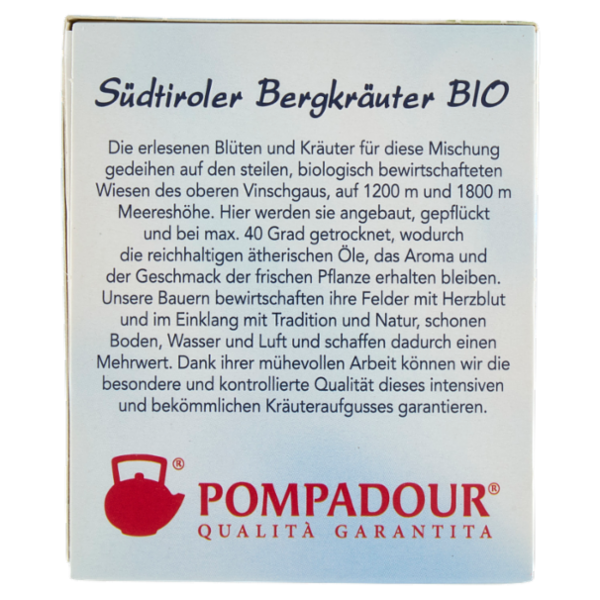 Südtiroler Bergkräuter BIO
Die erlesenen Blüten und Kräuter für diese Mischung
gedeihen auf den steilen, biologisch bewirtschafteten
Wiesen des oberen Vinschgaus, auf 1200 m und 1800 m
Meereshöhe. Hier werden sie angebaut, gepflückt
und bei max. 40 Grad getrocknet, wodurch
die reichhaltigen ätherischen Öle, das Aroma und
der Geschmack der frischen Pflanze erhalten bleiben.
Unsere Bauern bewirtschaften ihre Felder mit Herzblut
und im Einklang mit Tradition und Natur, schonen
Boden, Wasser und Luft und schaffen dadurch einen
Mehrwert. Dank ihrer mühevollen Arbeit können wir die
besondere und kontrollierte Qualität dieses intensiven
und bekömmlichen Kräuteraufgusses garantieren.
®
POMPADOUR®
QUALITÀ GARANTITA